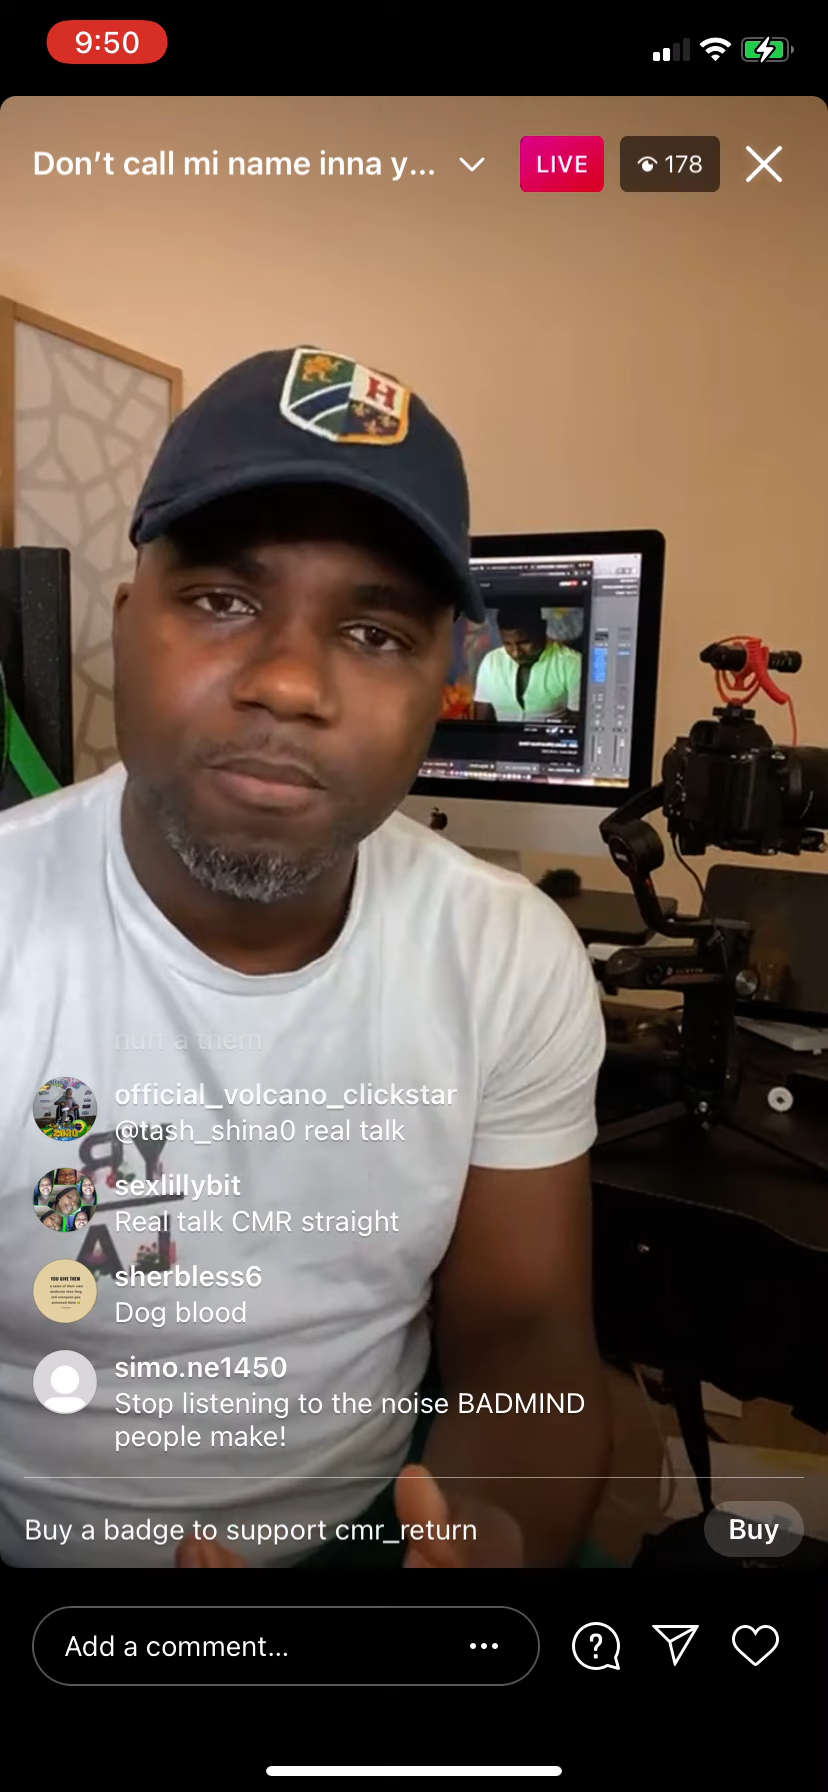 9:50
Don't call mi name inna y...
LIVE
178
H
nuff a them
official_volcano_clickstar
@tash_shina0 real talk
sexlillybit
Real talk CMR straight
sherbless6
Dog blood
simo.ne1450
Stop listening to the noise BADMIND
people make!
Buy a badge to support cmr_return
Buy
Add a comment...